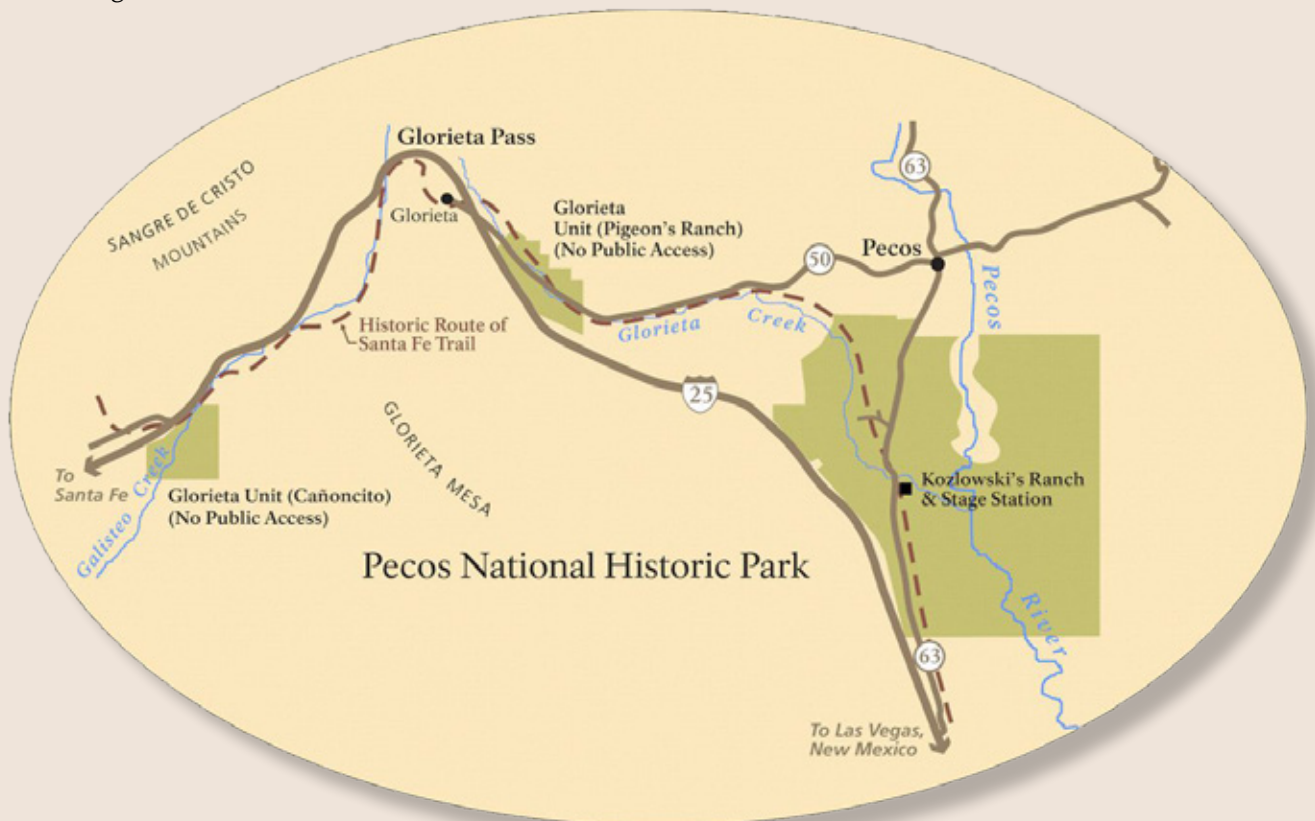 Glorieta Pass
63
SANGRE DE CRISTO
MOUNTAINS
Glorieta
Glorieta
Unit (Pigeon's Ranch)
(No Public Access)
50
Pecos
Pecos
Glorieta
Creek
Historic Route of
Santa Fe Trail
25
GLORIETA MESA
To
Santa Fe
Galisteo Creek
Glorieta Unit (Cañoncito)
(No Public Access)
Kozlowski's Ranch
& Stage Station
Pecos National Historic Park
River
63
To Las Vegas,
New Mexico